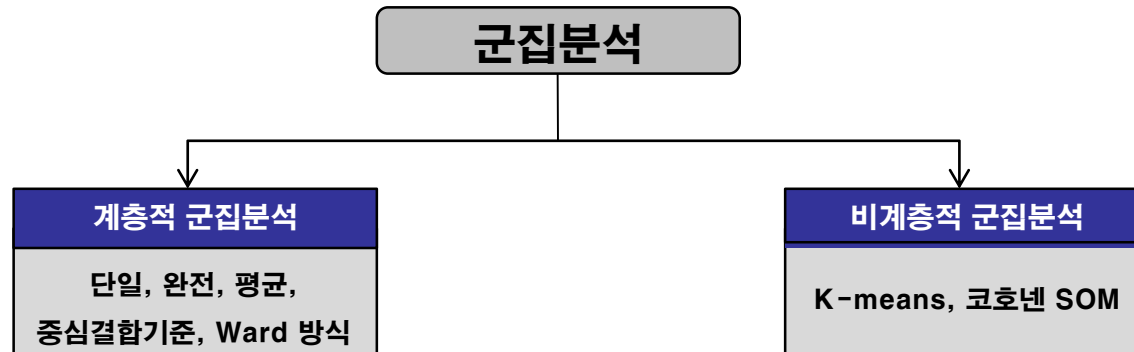 군집분석
계층적 군집분석
단일, 완전, 평균,
중심결합기준, Ward 방식
비계층적 군집분석
K-means, 코호넨 SOM